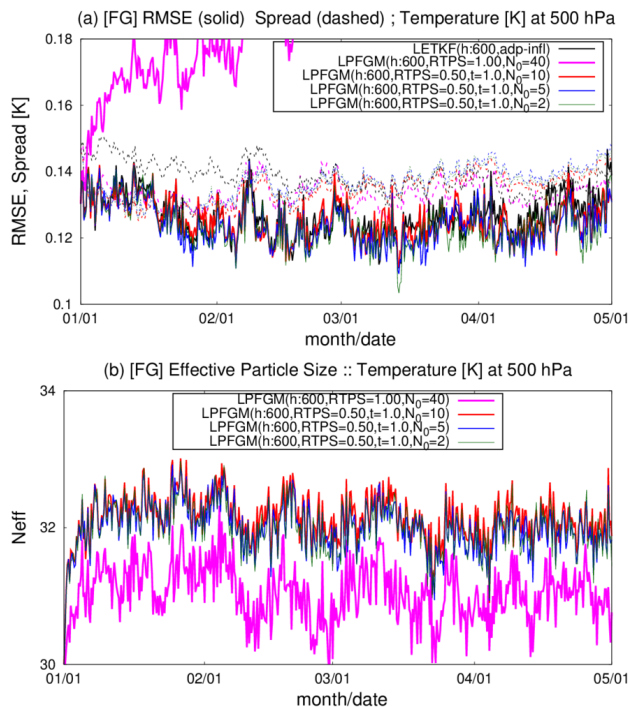 (a) [FG] RMSE (solid) Spread (dashed) ; Temperature [K] at 500 hPa
0.18
LETKF(h:600,adp-infl)
LPFGM(h:600,RTPS=1.00,N0=40)
LPFGM(h:600,RTPS=0.50,t=1.0,N0=10)
LPFGM(h:600,RTPS=0.50,t=1.0,N0=5)
LPFGM(h:600,RTPS=0.50,t=1.0,N0=2)
0.16
0.14
0.12
0.1
RMSE, Spread [K]
01/01 02/01 03/01 04/01 05/01
month/date
(b) [FG] Effective Particle Size :: Temperature [K] at 500 hPa
34
LPFGM(h:600,RTPS=1.00,N0=40)
LPFGM(h:600,RTPS=0.50,t=1.0,N0=10)
LPFGM(h:600,RTPS=0.50,t=1.0,N0=5)
LPFGM(h:600,RTPS=0.50,t=1.0,N0=2)
32
Neff
30
01/01 02/01 03/01 04/01 05/01
month/date